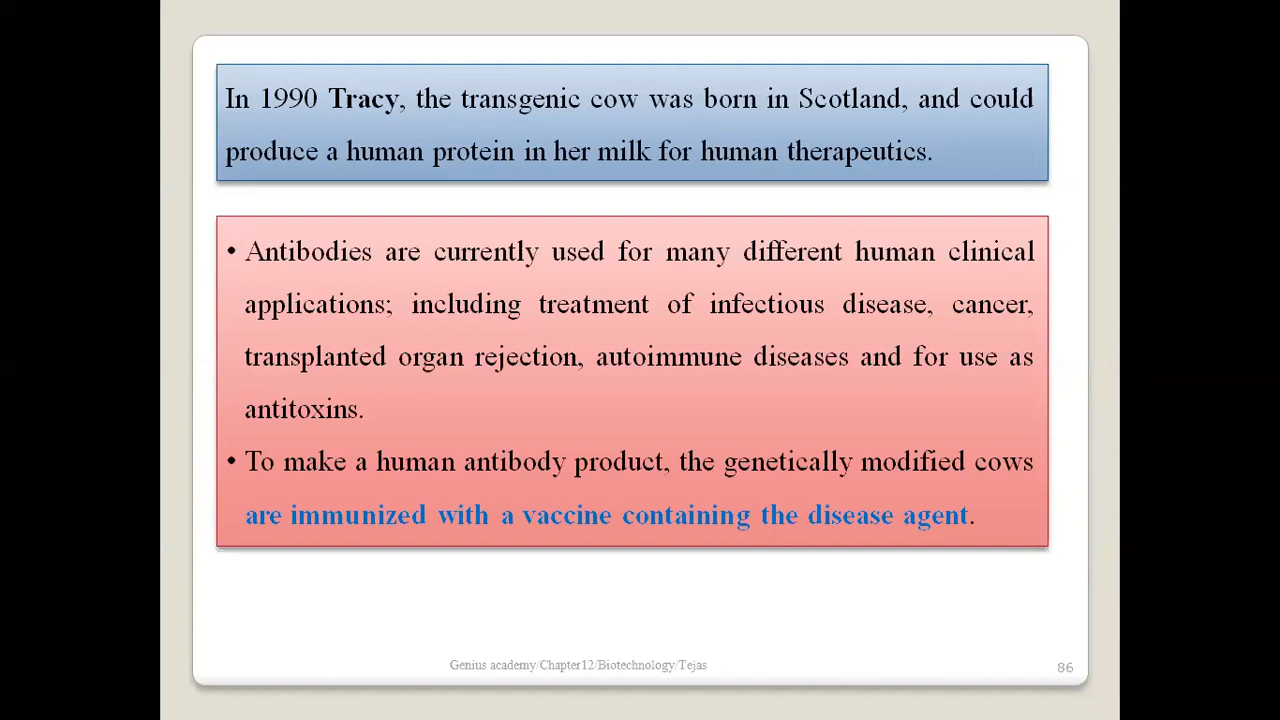 In 1990 Tracy, the transgenic cow was born in Scotland, and could
produce a human protein in her milk for human therapeutics.
• Antibodies are currently used for many different human clinical
applications; including treatment of infectious disease, cancer,
transplanted organ rejection, autoimmune diseases and for use as
antitoxins.
• To make a human antibody product, the genetically modified cows
are immunized with a vaccine containing the disease agent.
Genius academy/Chapter12/Biotechnology/Tejas
86